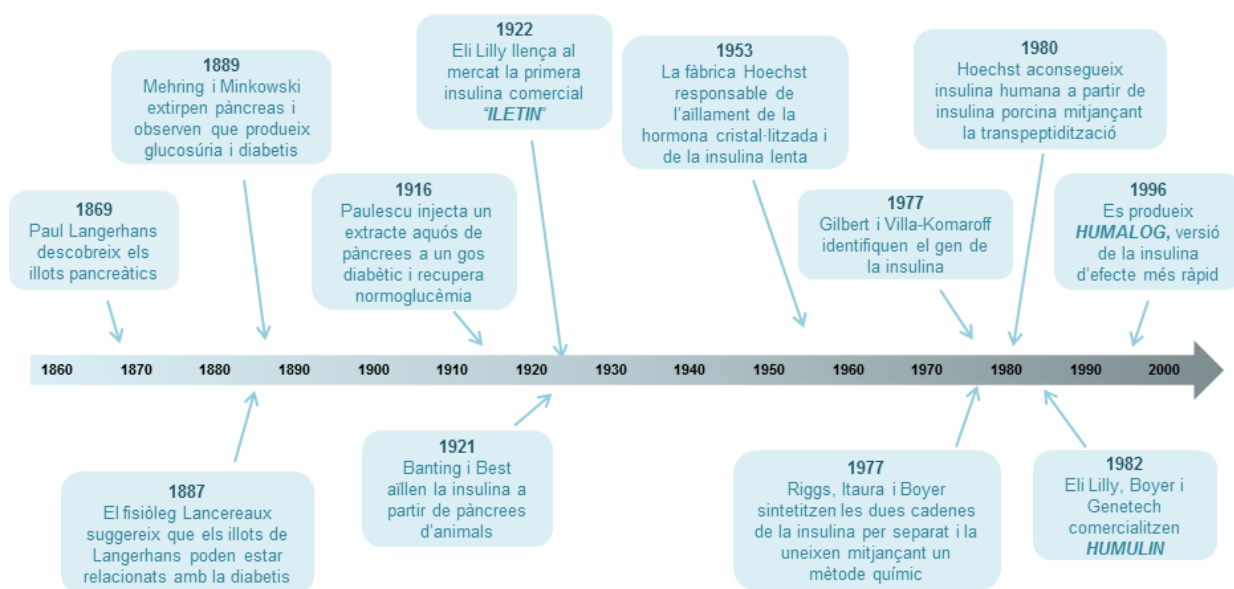 1869
Paul Langerhans
descobreix els
illots pancreàtics
1889
Mehring i Minkowski
extirpen pàncreas i
observen que produeix
glucosúria i diabetis
1916
Paulescu injecta un
extracte aquós de
pàncrees a un gos
diabètic i recupera
normoglucèmia
1922
Eli Lilly llença al
mercat la primera
insulina comercial
“ILETIN”
1953
La fàbrica Hoechst
responsable de
l’aïllament de la
hormona cristal·litzada i
de la insulina lenta
1977
Gilbert i Villa-Komaroff
identifiquen el gen de
la insulina
1980
Hoechst aconsegueix
insulina humana a partir de
insulina porcina mitjançant
la transpeptidització
1996
Es produeix
HUMALOG, versió
de la insulina
d’efecte més ràpid
1860 1870 1880 1890 1900 1910 1920 1930 1940 1950 1960 1970 1980 1990 2000
1887
El fisiòleg Lancereaux
suggereix que els illots de
Langerhans poden estar
relacionats amb la diabetis
1921
Banting i Best
aïllen la insulina a
partir de pàncrees
d’animals
1977
Riggs, Itaura i Boyer
sintetitzen les dues cadenes
de la insulina per separat i la
uneixen mitjançant un
mètode químic
1982
Eli Lilly, Boyer i
Genetech
comercialitzen
HUMULIN